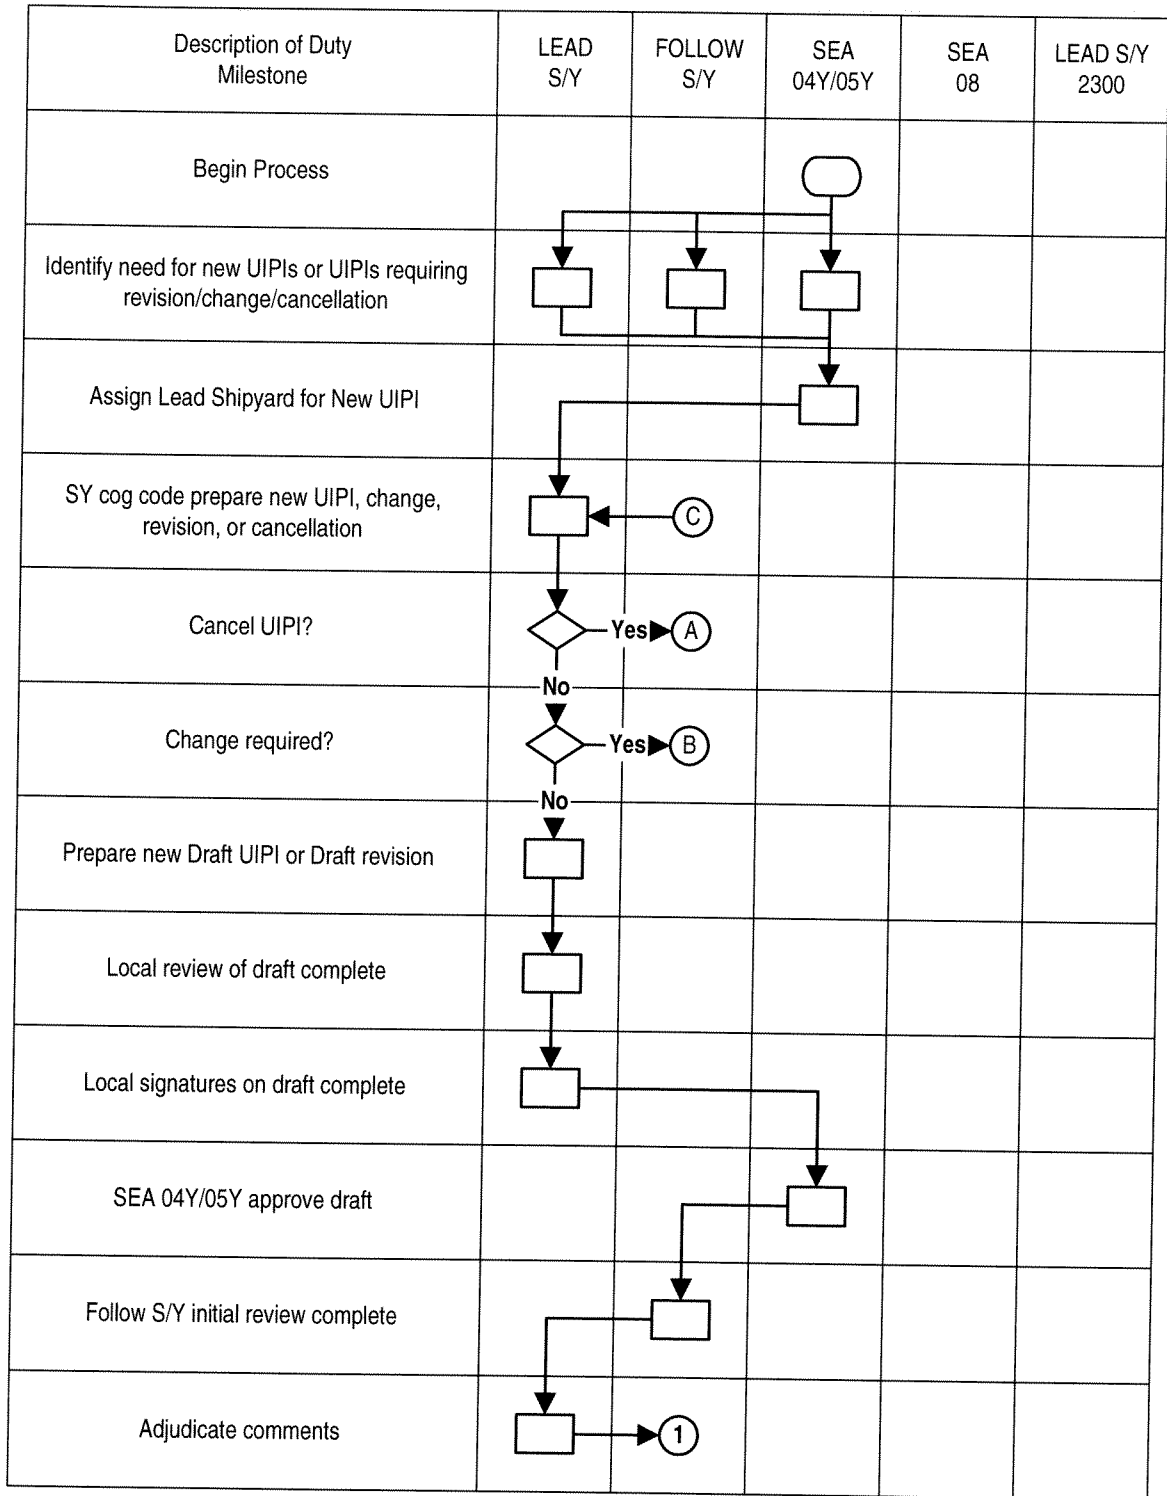 Description of Duty
Milestone
LEAD
S/Y
FOLLOW
S/Y
SEA
04Y/05Y
SEA
08
LEAD S/Y
2300
Begin Process
Identify need for new UIPIs or UIPIs requiring
revision/change/cancellation
Assign Lead Shipyard for New UIPI
SY cog code prepare new UIPI, change,
revision, or cancellation
C
Cancel UIPI?
Yes
A
No
Change required?
Yes
B
No
Prepare new Draft UIPI or Draft revision
Local review of draft complete
Local signatures on draft complete
SEA 04Y/05Y approve draft
Follow S/Y initial review complete
Adjudicate comments
1